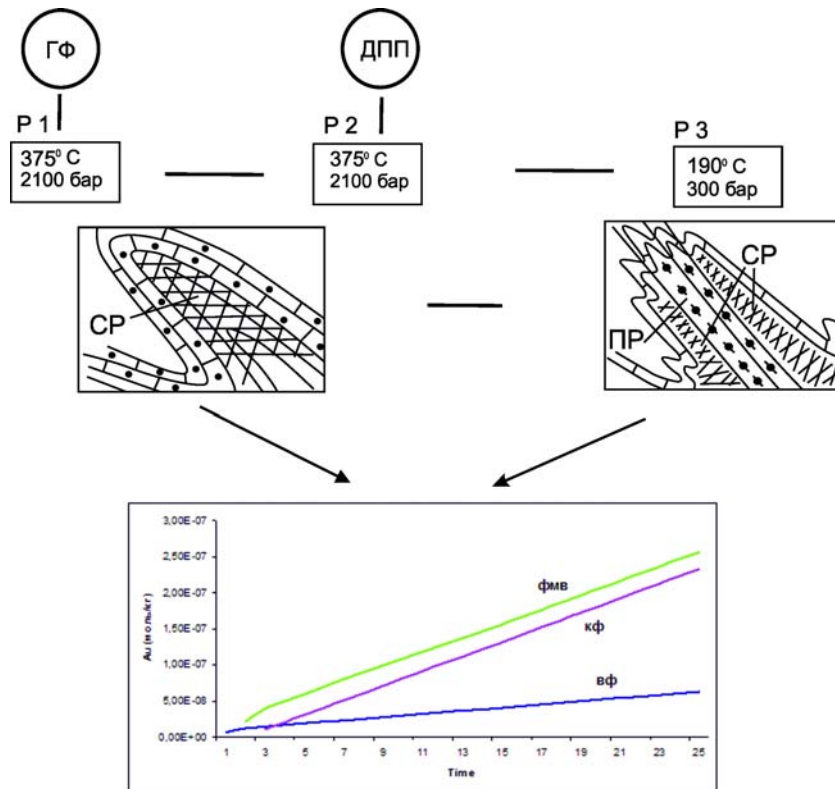 ГФ
ДПП
Р 1
Р 2
Р 3
375⁰ С
2100 бар
375⁰ С
2100 бар
190⁰ С
300 бар
СР
СР
ПР
3,00E-07
2,50E-07
2,00E-07
1,50E-07
1,00E-07
5,00E-08
0,00E+00
Au (моль/кг)
фмв
кф
вф
1 3 5 7 9 11 13 15 17 19 21 23 25
Time